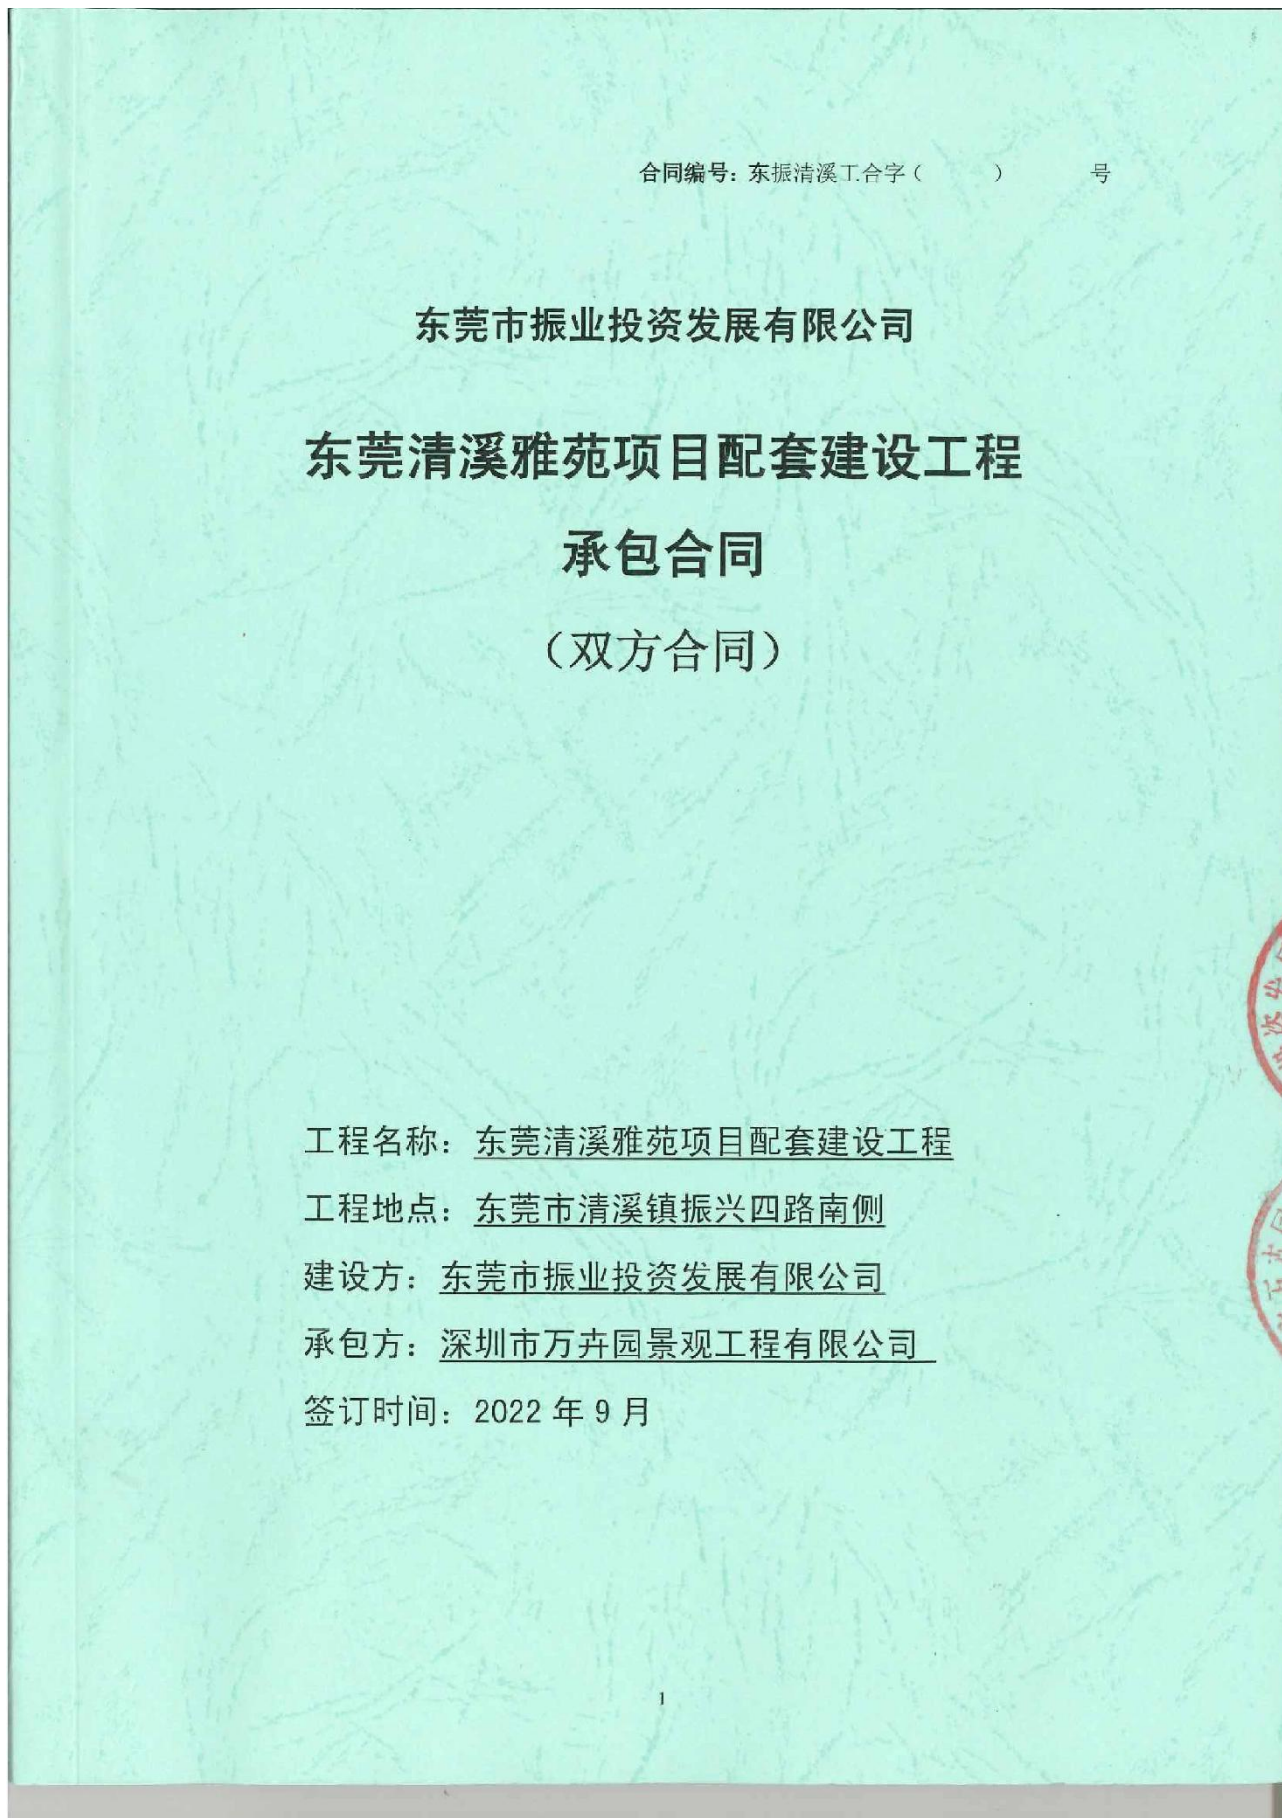 合同编号：东振清溪工合字（ ） 号
东莞市振业投资发展有限公司
东莞清溪雅苑项目配套建设工程
承包合同
（双方合同）
工程名称：东莞清溪雅苑项目配套建设工程
工程地点：东莞市清溪镇振兴四路南侧
建设方：东莞市振业投资发展有限公司
承包方：深圳市万卉园景观工程有限公司
签订时间：2022 年 9 月
1